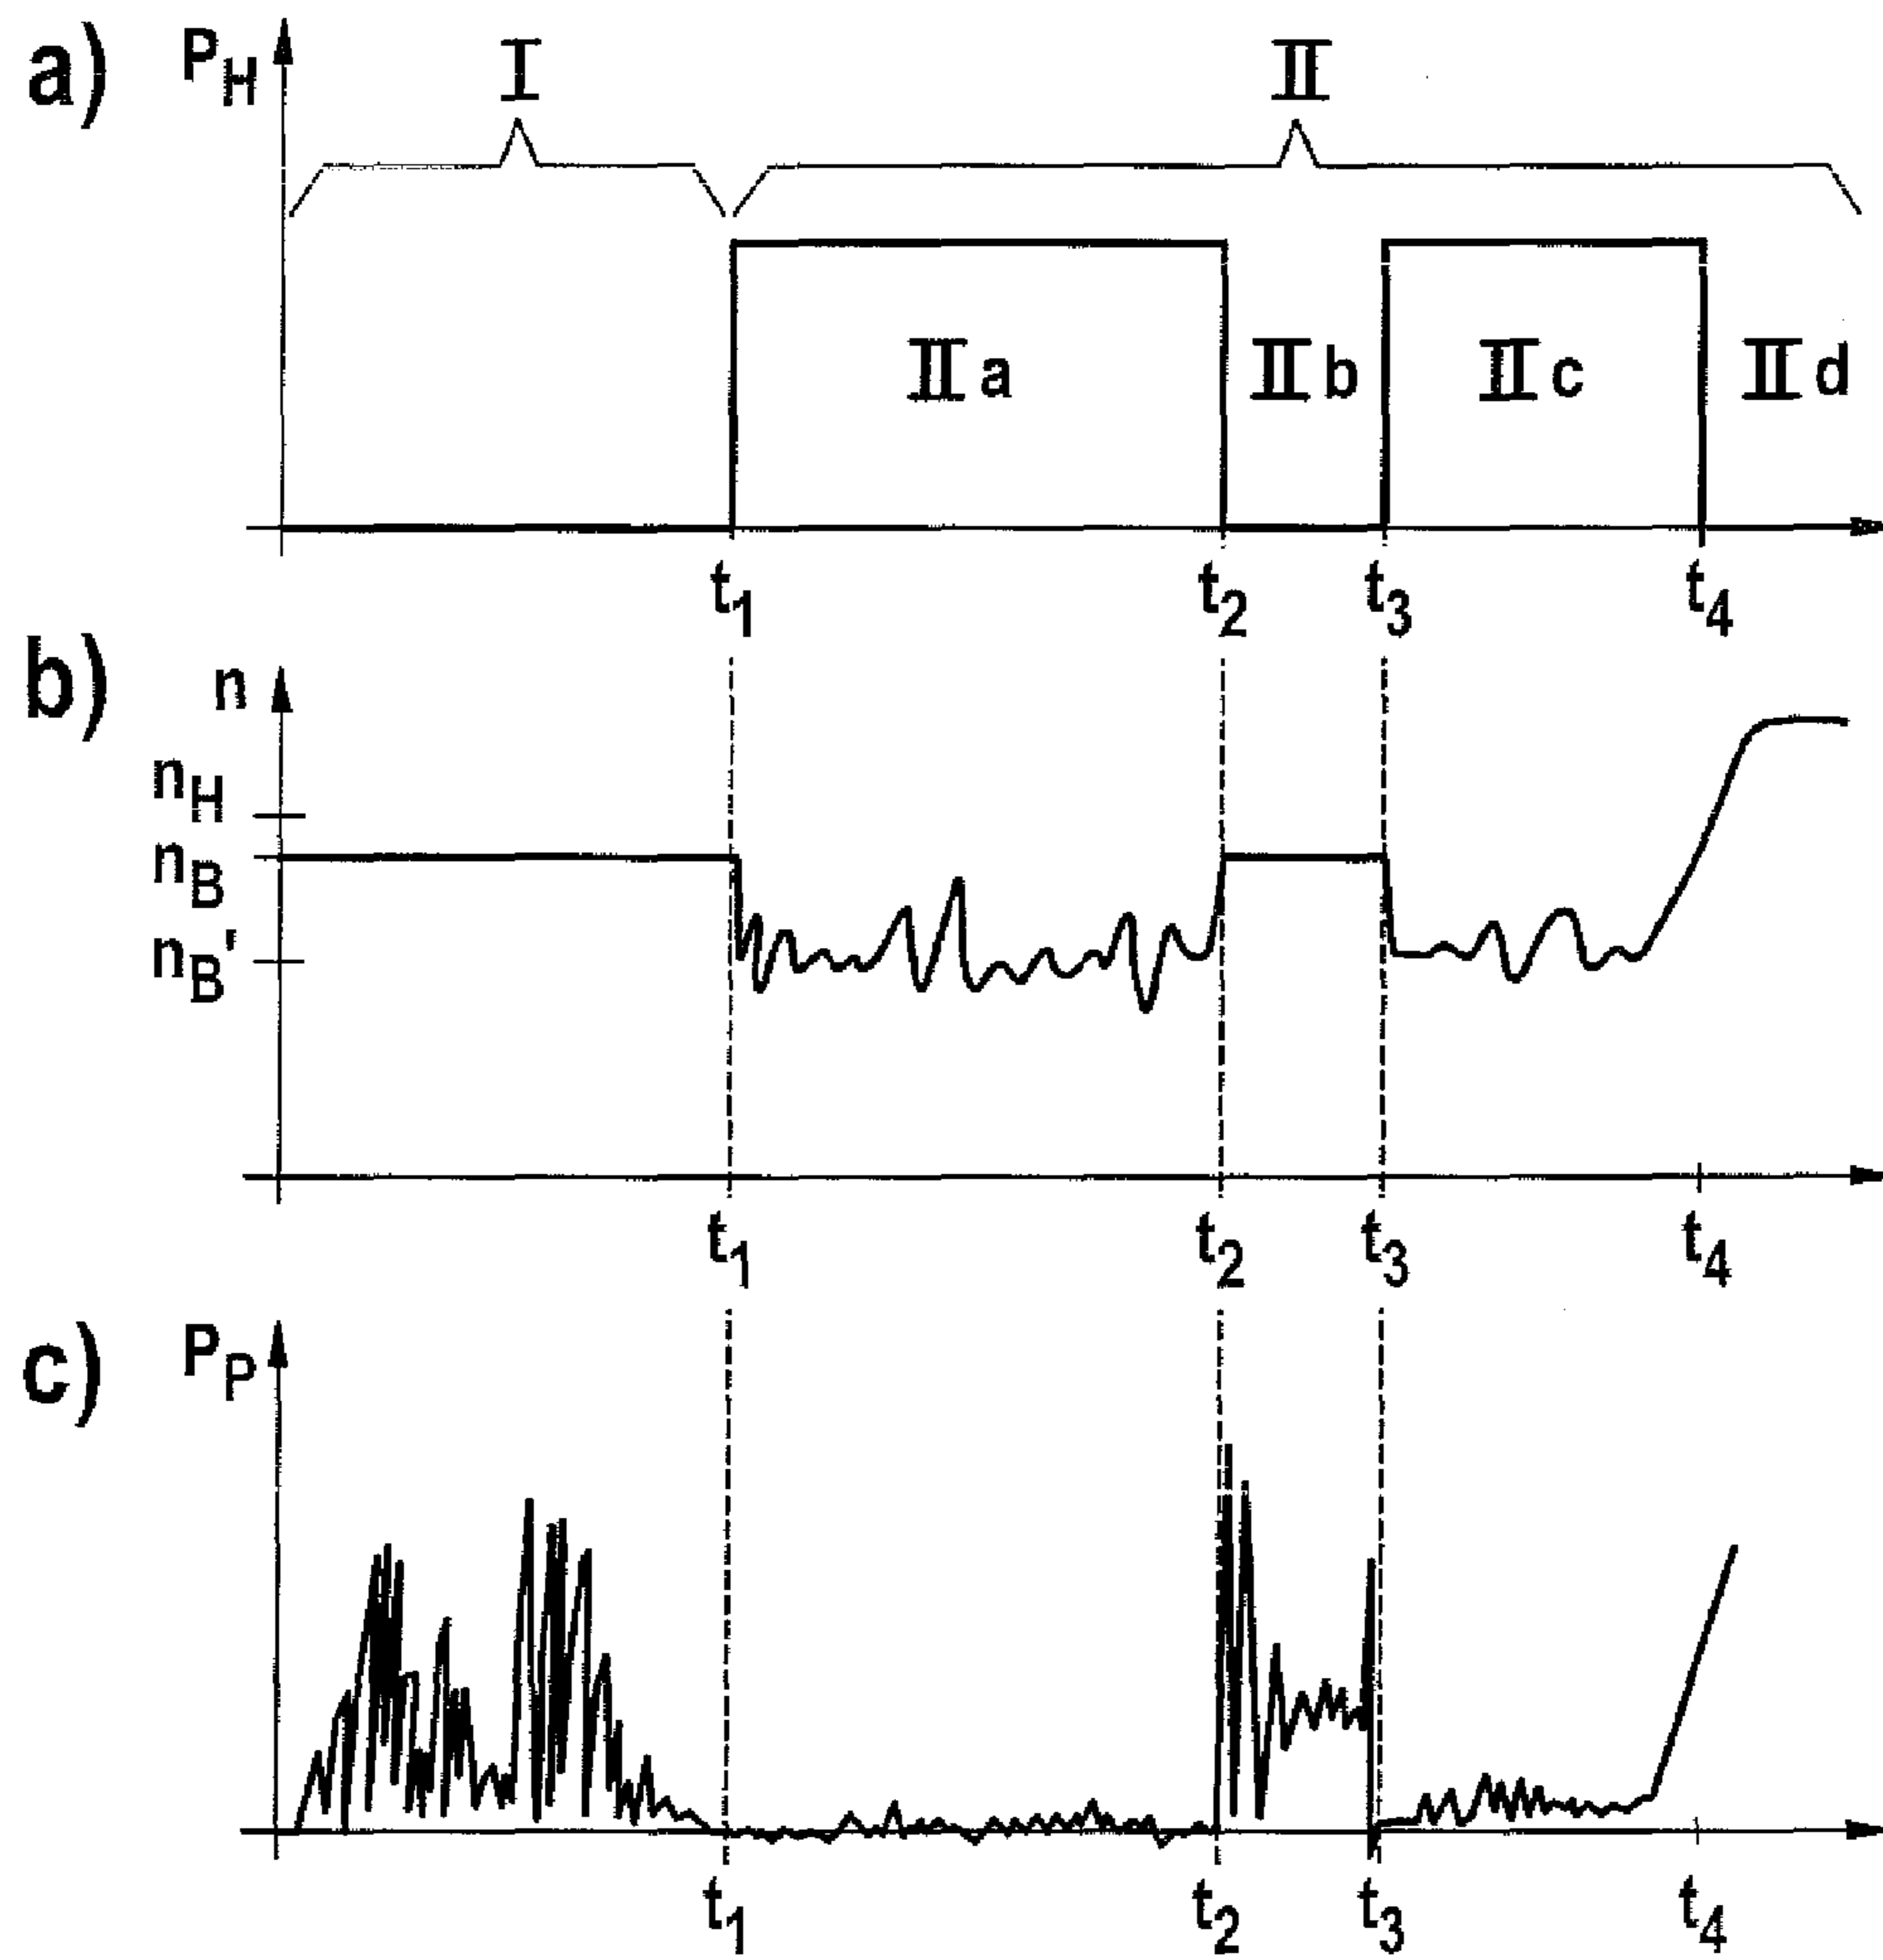 a) P_H I II
IIa IIb IIc IId
t1 t2 t3 t4
b) n
n_H
n_B
n_B'
t1 t2 t3 t4
c) P_P
t1 t2 t3 t4